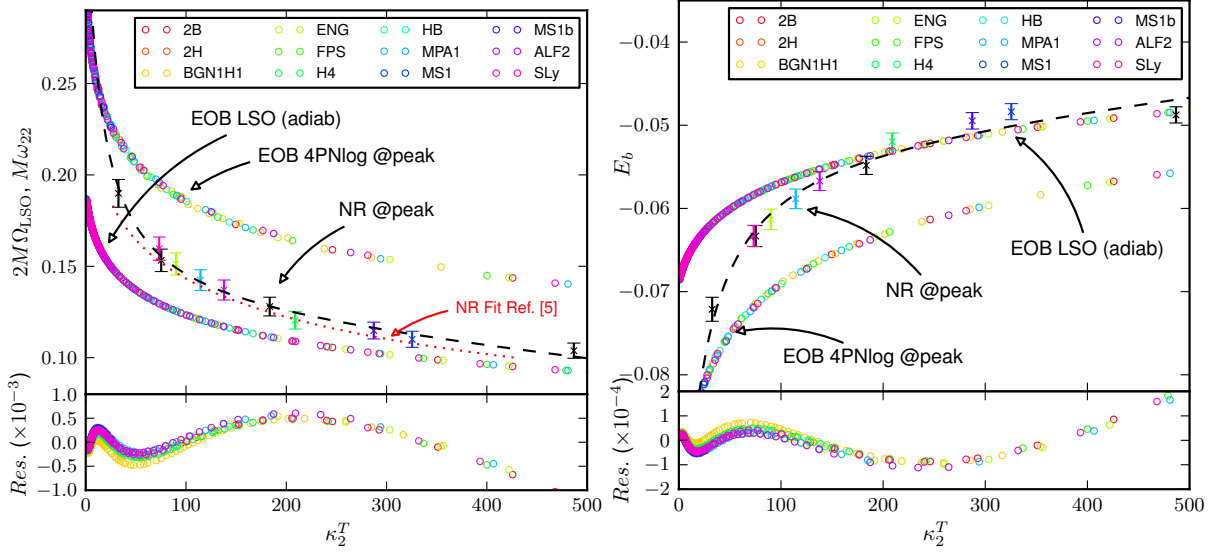 2B ENG HB MS1b
2H FPS MPA1 ALF2
BGN1H1 H4 MS1 SLy
EOB LSO (adiab)
EOB 4PNlog @peak
NR @peak
NR Fit Ref. [5]
2MΩ_LSO, Mω_22
0.25
0.20
0.15
0.10
Res. (×10^−3)
1.0
0.5
0.0
−0.5
−1.0
0 100 200 300 400 500
κ_2^T
2B ENG HB MS1b
2H FPS MPA1 ALF2
BGN1H1 H4 MS1 SLy
EOB LSO (adiab)
NR @peak
EOB 4PNlog @peak
E_b
−0.04
−0.05
−0.06
−0.07
−0.08
Res. (×10^−4)
2
1
0
−1
−2
0 100 200 300 400 500
κ_2^T